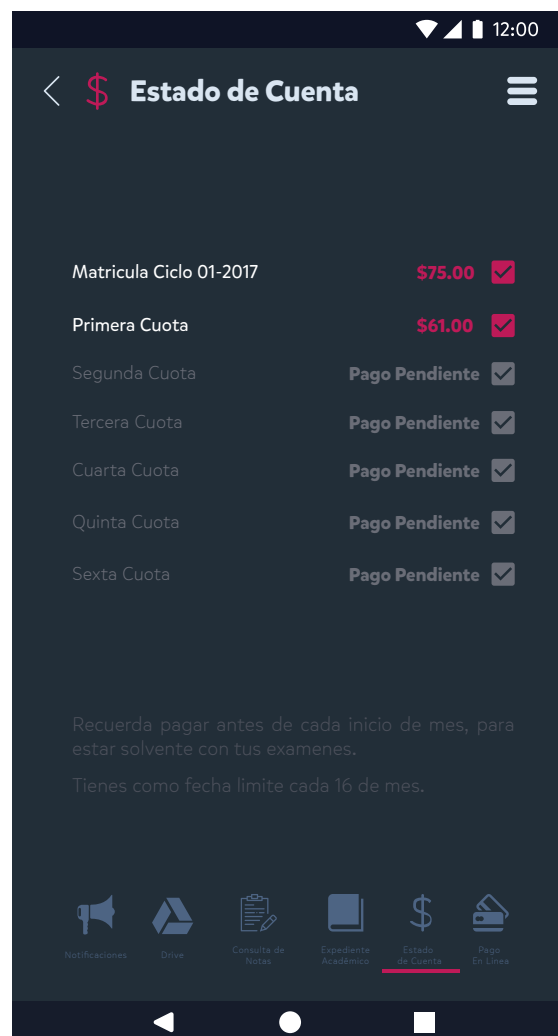 12:00
Estado de Cuenta
Matricula Ciclo 01-2017 $75.00
Primera Cuota $61.00
Segunda Cuota Pago Pendiente
Tercera Cuota Pago Pendiente
Cuarta Cuota Pago Pendiente
Quinta Cuota Pago Pendiente
Sexta Cuota Pago Pendiente
Recuerda pagar antes de cada inicio de mes, para
estar solvente con tus examenes.
Tienes como fecha limite cada 16 de mes.
Notificaciones
Drive
Consulta de
Notas
Expediente
Académico
Estado
de Cuenta
Pago
En Linea